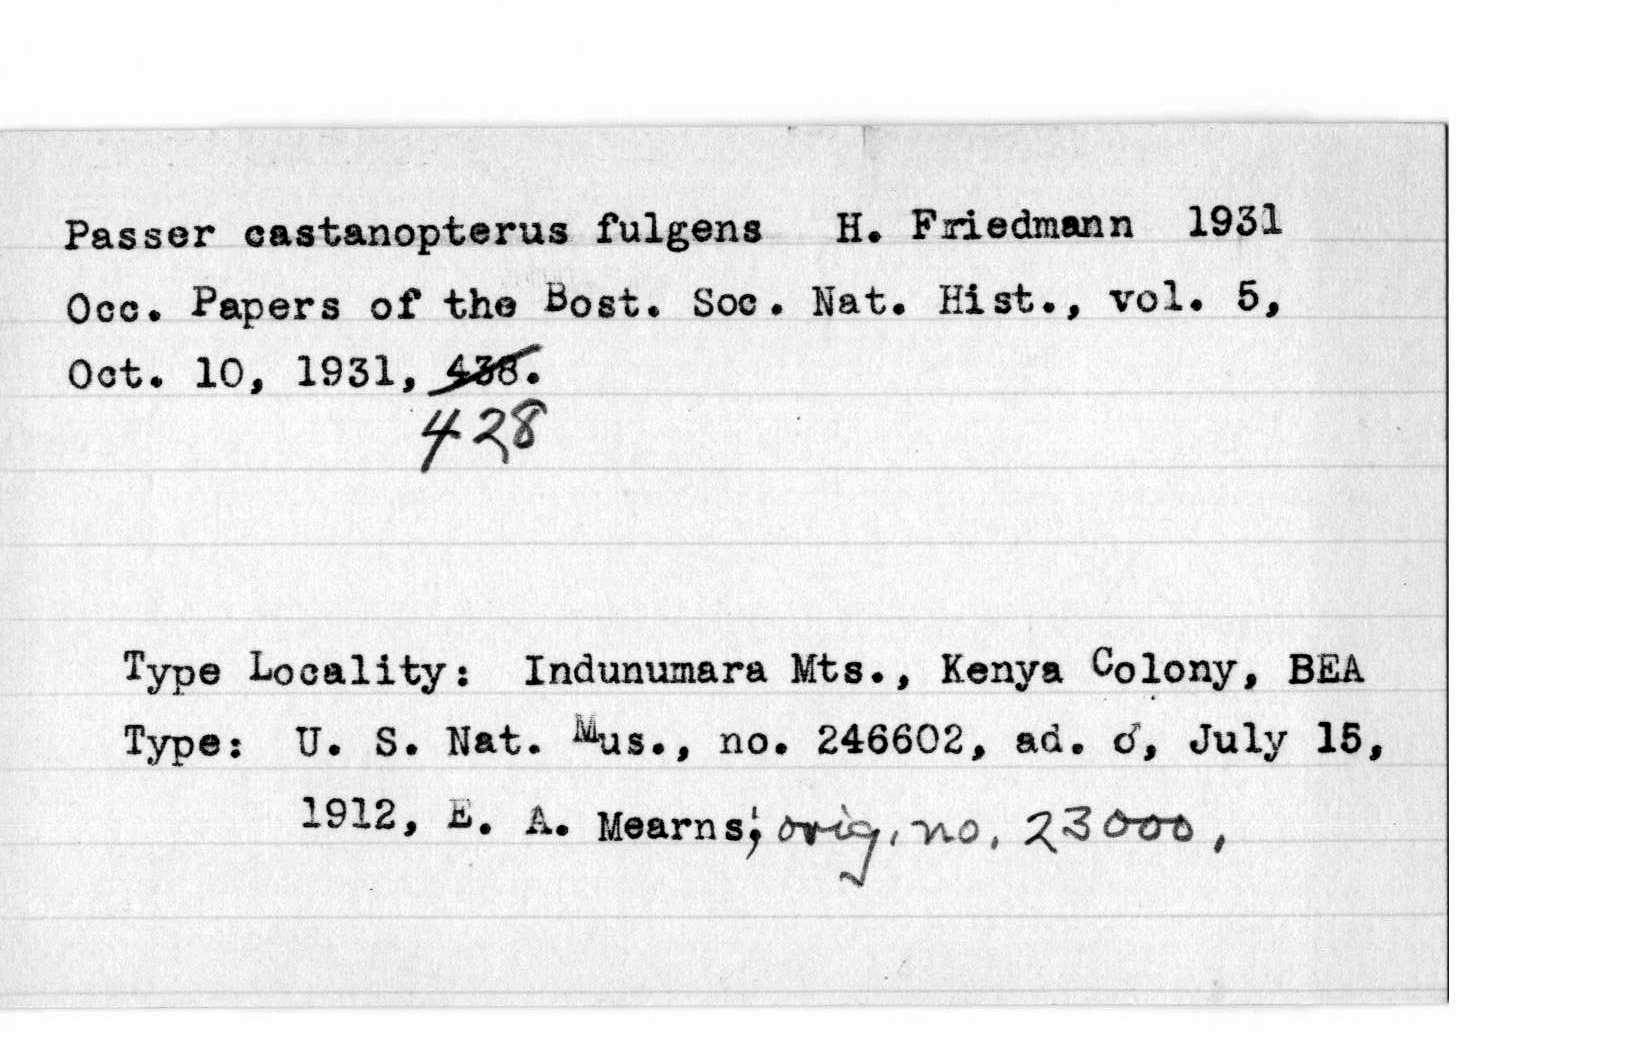 Passer castanopterus fulgens H. Friedmann 1931
Occ. Papers of the Bost. Soc. Nat. Hist., vol. 5,
Oct. 10, 1931, 438.
428
Type Locality: Indunumara Mts., Kenya Colony, BEA
Type: U. S. Nat. Mus., no. 246602, ad. ♂, July 15,
1912, E. A. Mearns; orig. no. 23000.